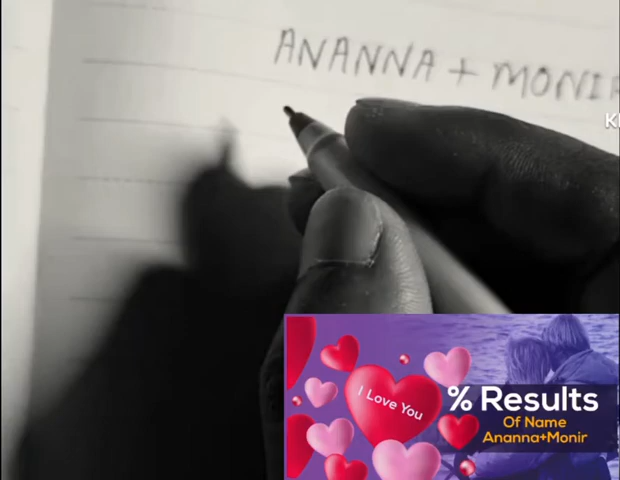 ANANNA + MONIR
K
I Love You
% Results
Of Name
Ananna+Monir